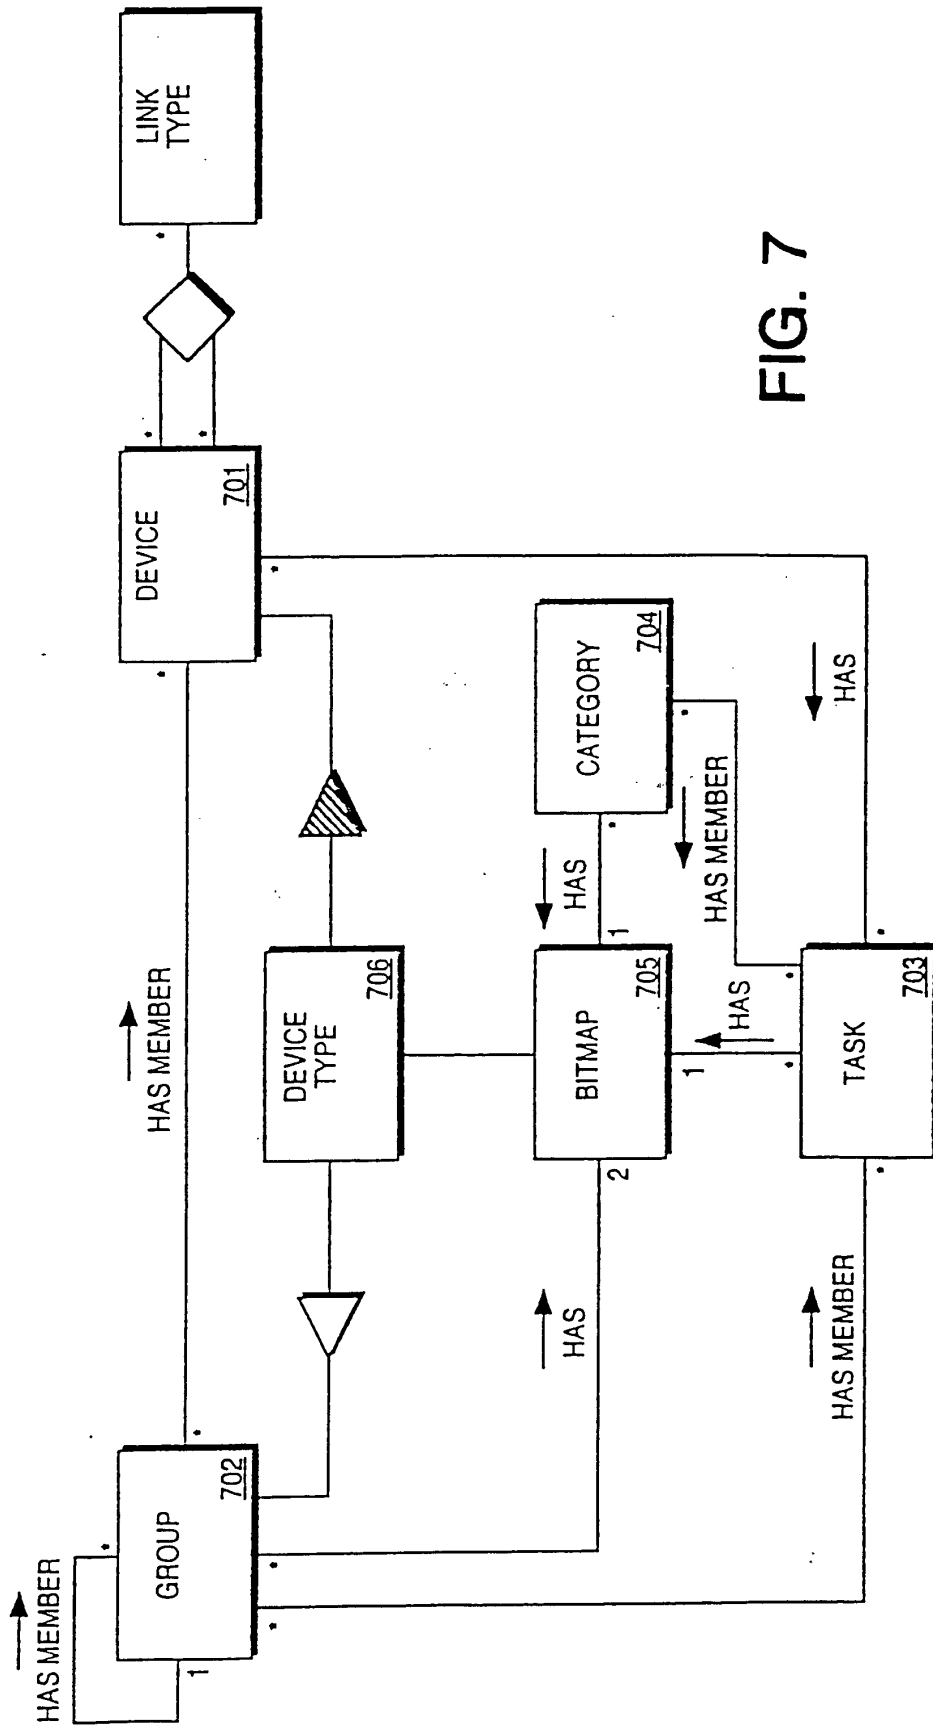 HAS MEMBER
1
*
GROUP
702
*
*
*
HAS MEMBER
*
DEVICE
701
*
*
*
*
LINK
TYPE
DEVICE
TYPE
706
HAS
2
BITMAP
705
1
1
HAS
*
CATEGORY
704
*
HAS MEMBER
HAS
HAS MEMBER
*
TASK
703
*
*
*
HAS
FIG. 7